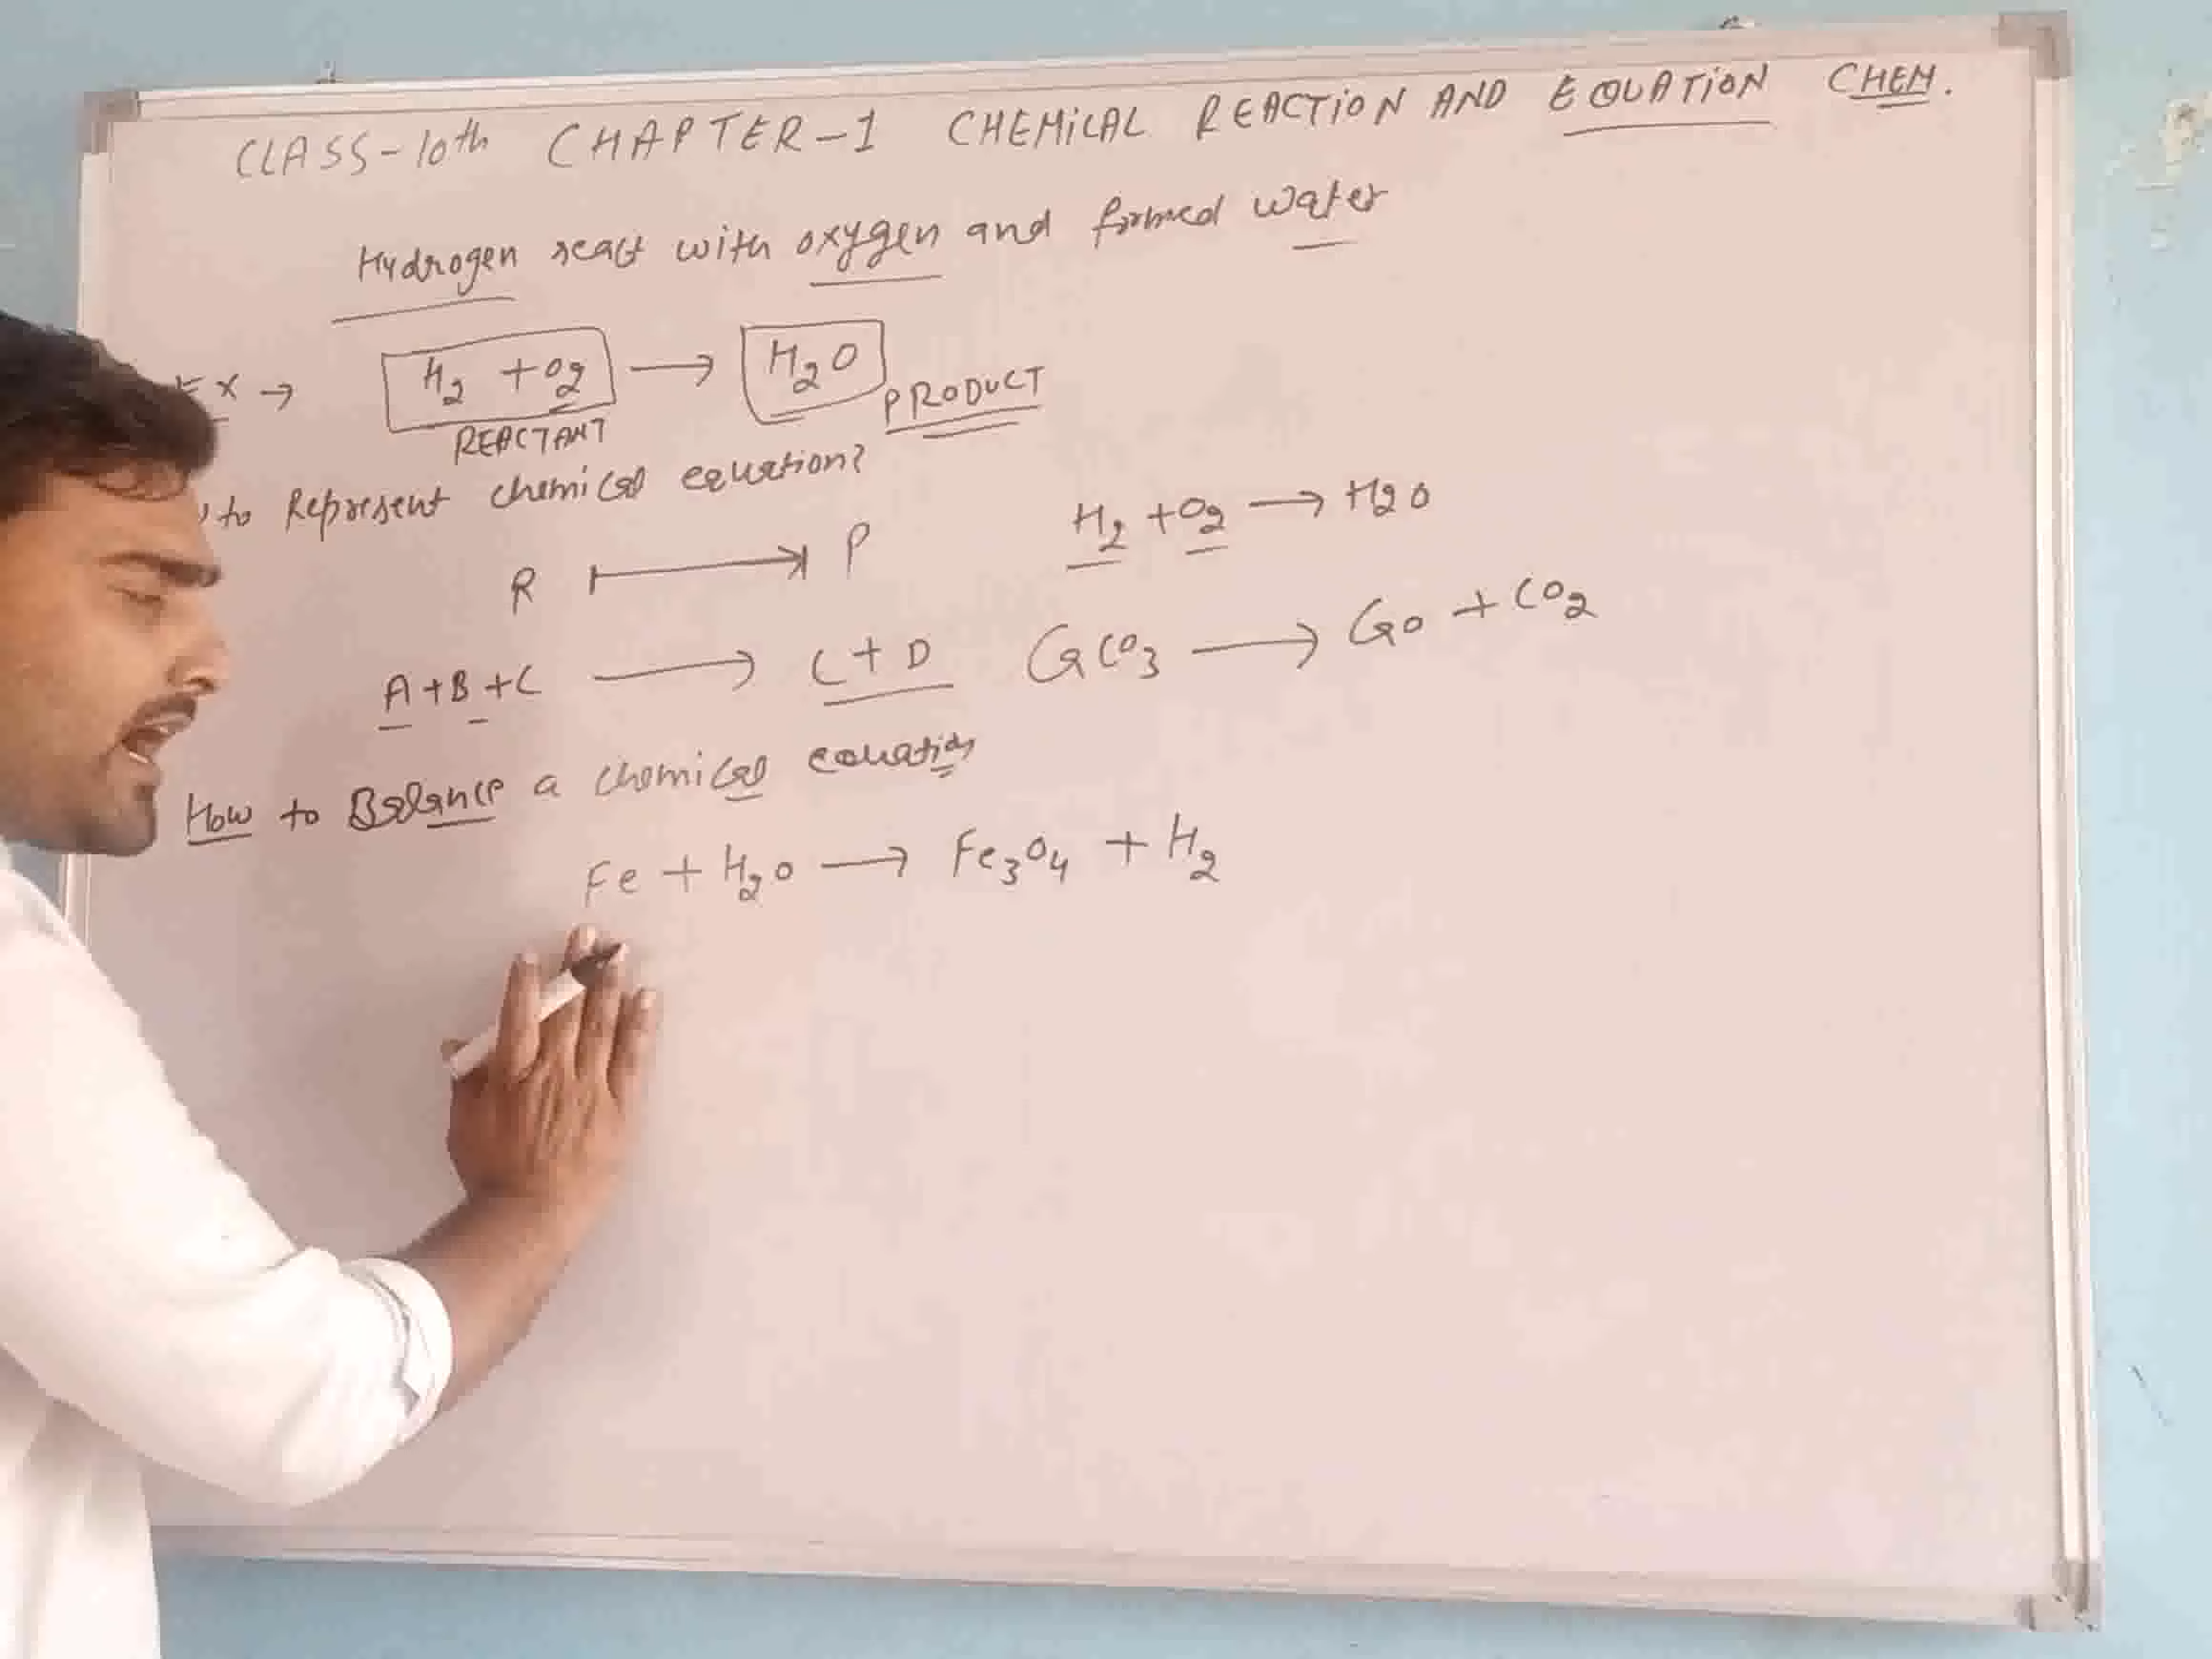 CLASS-10th CHAPTER-1 CHEMICAL REACTION AND EQUATION CHEM.
Hydrogen react with oxygen and formed water
Ex → H2 + O2 → H2O
REACTANT PRODUCT
to Represent chemical equation?
R → P H2 + O2 → H2O
A + B + C → C + D CaCO3 → CaO + CO2
How to Balance a chemical equation
Fe + H2O → Fe3O4 + H2